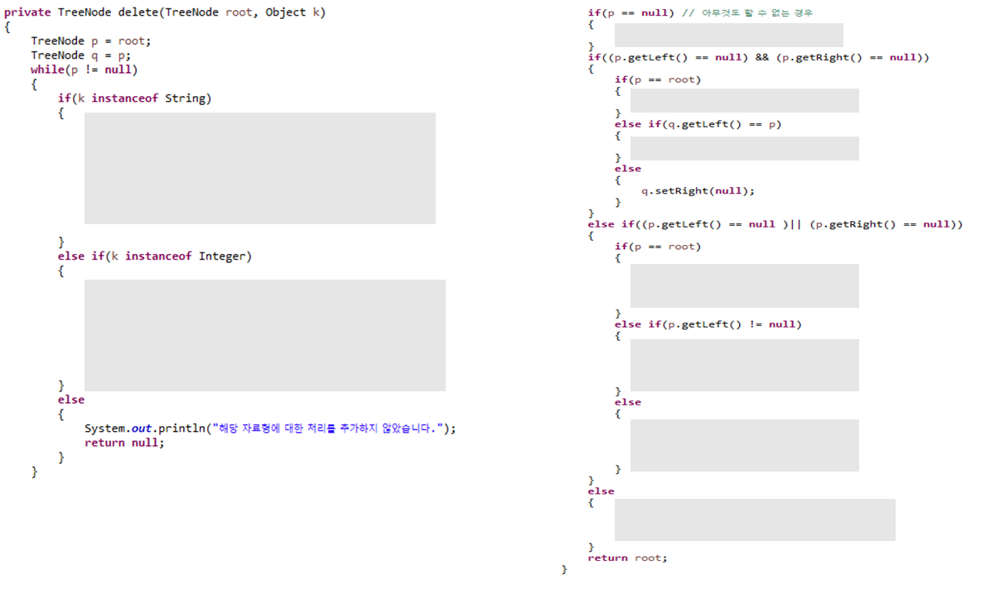 private TreeNode delete(TreeNode root, Object k)
{
TreeNode p = root;
TreeNode q = p;
while(p != null)
{
if(k instanceof String)
{
}
else if(k instanceof Integer)
{
}
else
{
System.out.println("해당 자료형에 대한 처리를 추가하지 않았습니다.");
return null;
}
}
if(p == null) // 아무것도 할 수 없는 경우
{
}
if((p.getLeft() == null) && (p.getRight() == null))
{
if(p == root)
{
}
else if(q.getLeft() == p)
{
}
else
{
q.setRight(null);
}
}
else if((p.getLeft() == null )|| (p.getRight() == null))
{
if(p == root)
{
}
else if(p.getLeft() != null)
{
}
else
{
}
}
else
{
}
return root;
}